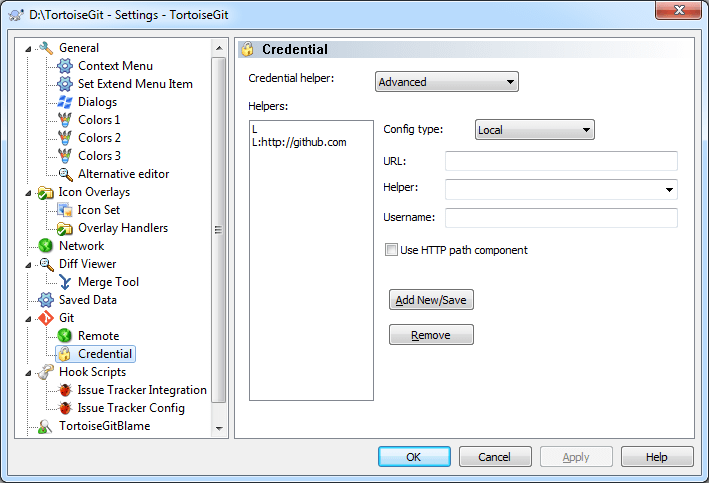 D:\TortoiseGit - Settings - TortoiseGit
General
Context Menu
Set Extend Menu Item
Dialogs
Colors 1
Colors 2
Colors 3
Alternative editor
Icon Overlays
Icon Set
Overlay Handlers
Network
Diff Viewer
Merge Tool
Saved Data
Git
Remote
Credential
Hook Scripts
Issue Tracker Integration
Issue Tracker Config
TortoiseGitBlame
Credential
Credential helper: Advanced
Helpers:
L
L:http://github.com
Config type: Local
URL:
Helper:
Username:
Use HTTP path component
Add New/Save
Remove
OK Cancel Apply Help